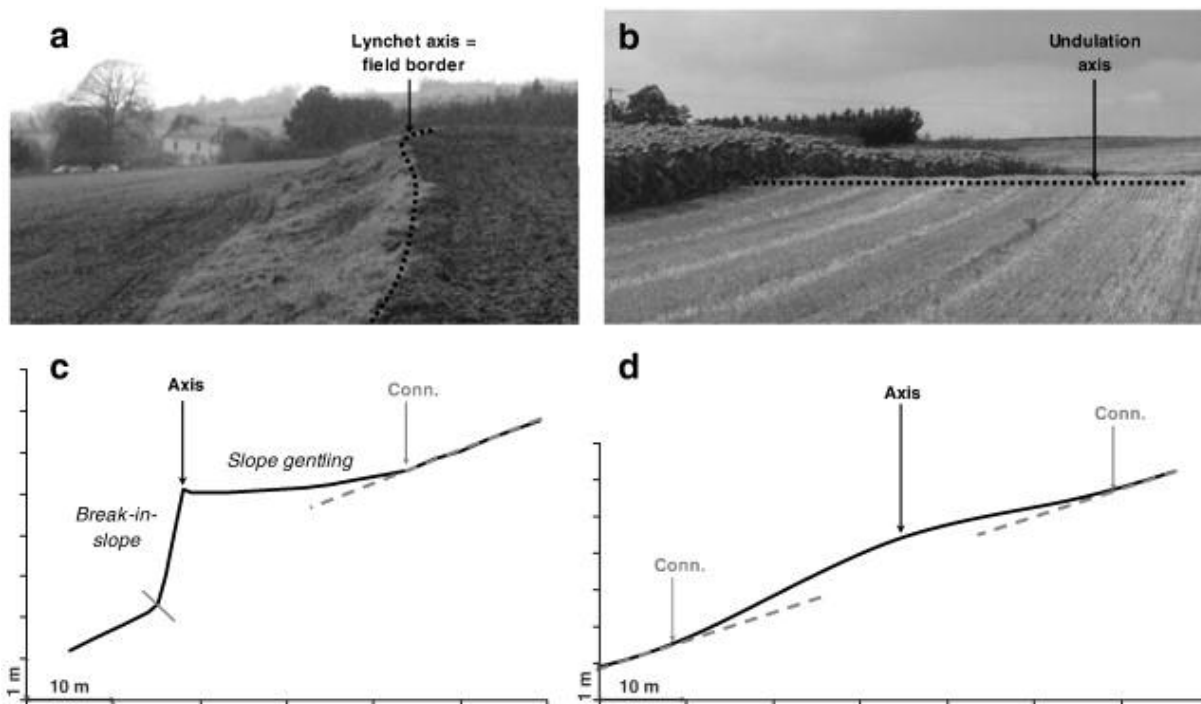 a
Lynchet axis =
field border
b
Undulation
axis
c
Axis
Conn.
Slope gentling
Break-in-
slope
1 m
10 m
d
Axis
Conn.
Conn.
1 m
10 m